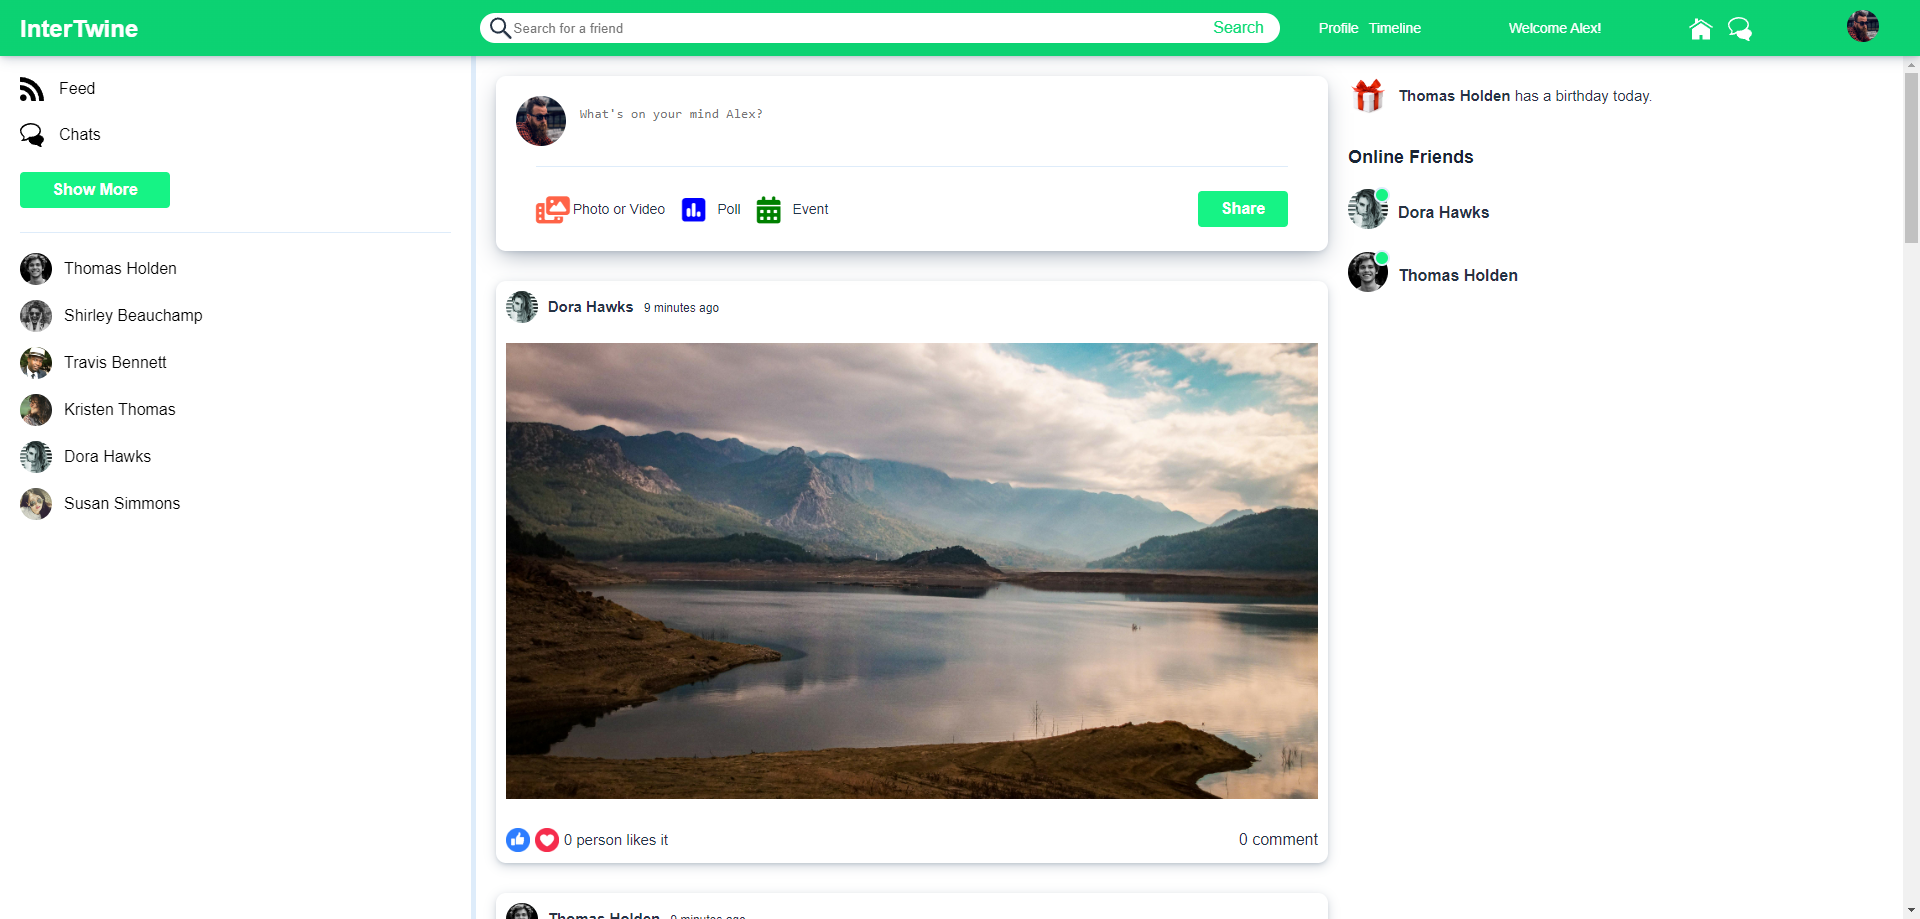 InterTwine
Search for a friend
Search
Profile Timeline
Welcome Alex!
Feed
Chats
Show More
Thomas Holden
Shirley Beauchamp
Travis Bennett
Kristen Thomas
Dora Hawks
Susan Simmons
What's on your mind Alex?
Photo or Video
Poll
Event
Share
Dora Hawks 9 minutes ago
0 person likes it
0 comment
Thomas Holden 9 minutes ago
Thomas Holden has a birthday today.
Online Friends
Dora Hawks
Thomas Holden